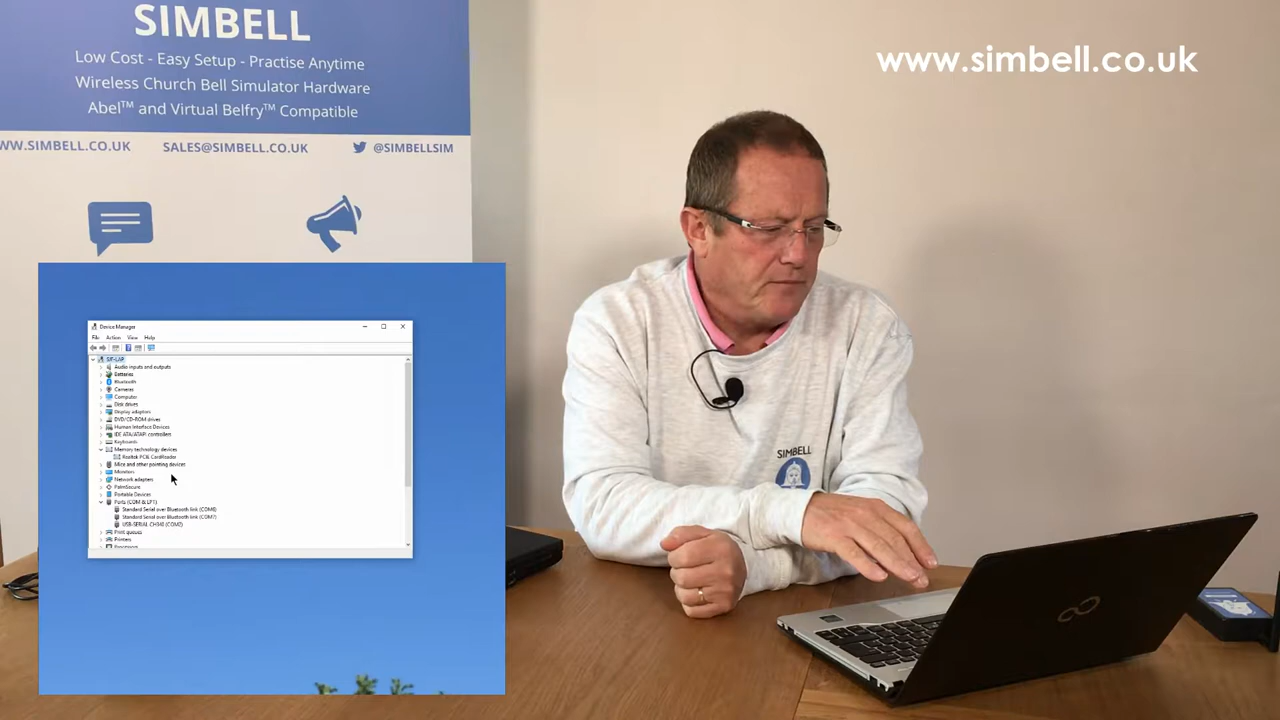 SIMBELL
Low Cost - Easy Setup - Practise Anytime
Wireless Church Bell Simulator Hardware
Abel™ and Virtual Belfry™ Compatible
WW.SIMBELL.CO.UK
SALES@SIMBELL.CO.UK
@SIMBELLSIM
www.simbell.co.uk
Device Manager
File Action View Help
SIF-LAP
Audio inputs and outputs
Batteries
Bluetooth
Cameras
Computer
Disk drives
Display adapters
DVD/CD-ROM drives
Human Interface Devices
IDE ATA/ATAPI controllers
Keyboards
Memory technology devices
Realtek PCIE CardReader
Mice and other pointing devices
Monitors
Network adapters
PalmSecure
Portable Devices
Ports (COM & LPT)
Standard Serial over Bluetooth link (COM6)
Standard Serial over Bluetooth link (COM7)
USB-SERIAL CH340
Print queues
Printers
SIMBELL